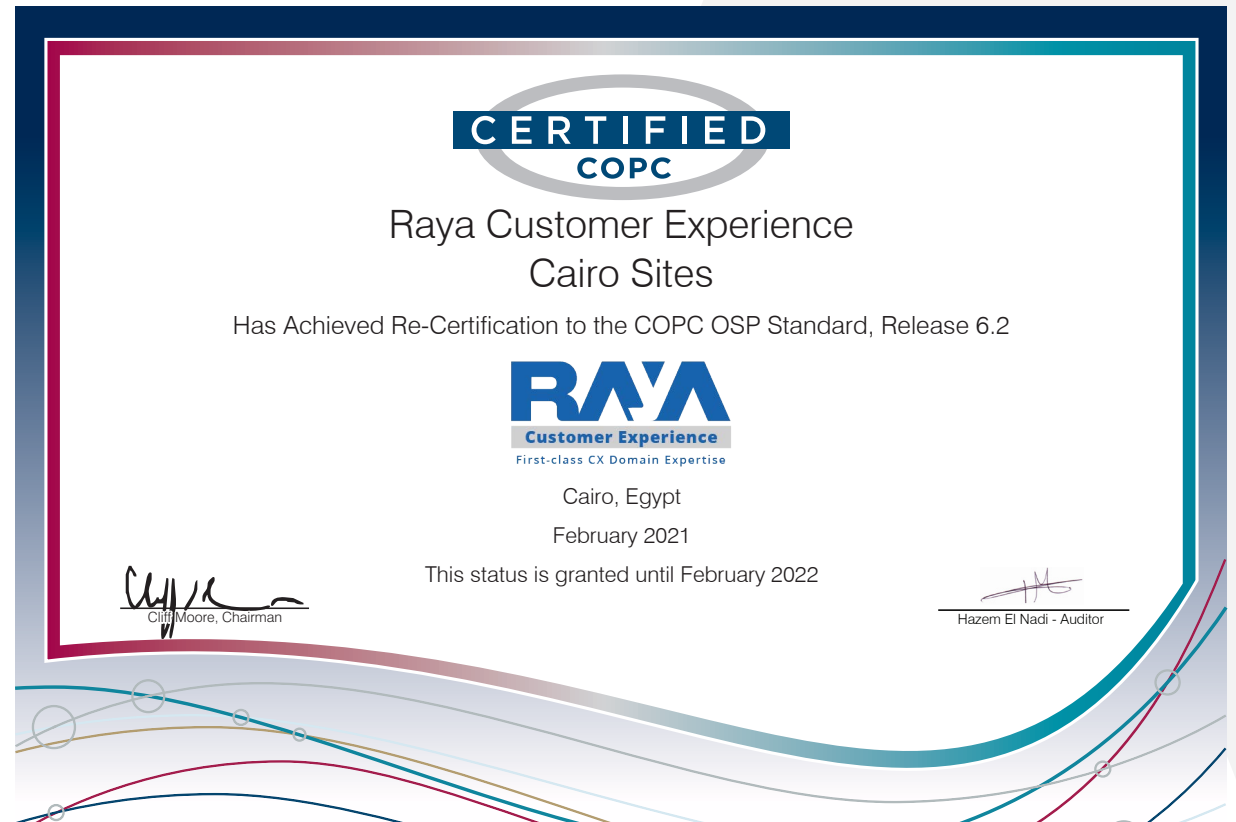 CERTIFIED
COPC
Raya Customer Experience
Cairo Sites
Has Achieved Re-Certification to the COPC OSP Standard, Release 6.2
RAYA
Customer Experience
First-class CX Domain Expertise
Cairo, Egypt
February 2021
This status is granted until February 2022
Cliff Moore, Chairman
Hazem El Nadi - Auditor